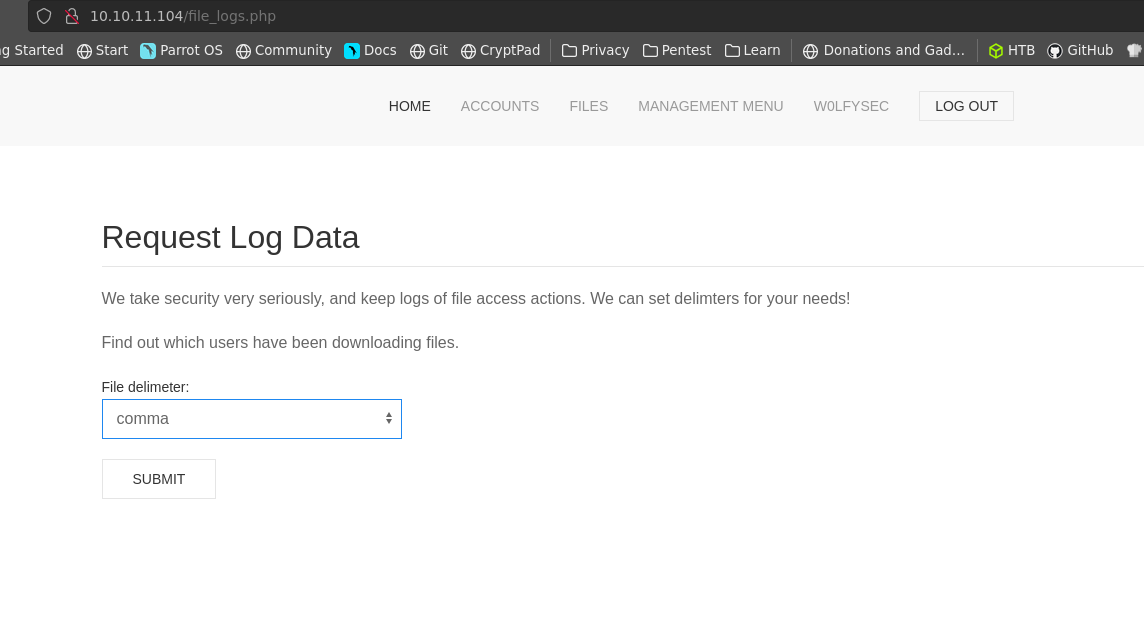 10.10.11.104/file_logs.php
g Started Start Parrot OS Community Docs Git CryptPad Privacy Pentest Learn Donations and Gad... HTB GitHub
HOME ACCOUNTS FILES MANAGEMENT MENU W0LFYSEC LOG OUT
Request Log Data
We take security very seriously, and keep logs of file access actions. We can set delimters for your needs!
Find out which users have been downloading files.
File delimeter:
comma
SUBMIT